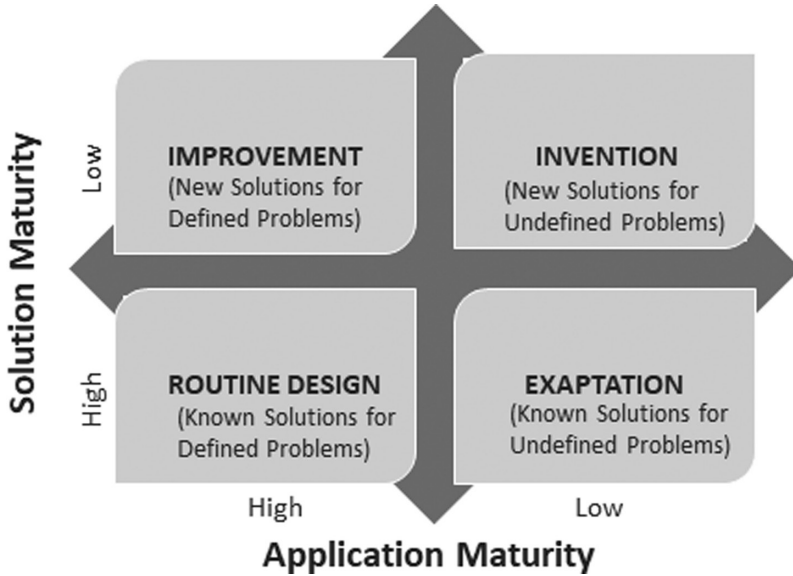 Solution Maturity
Low
IMPROVEMENT
(New Solutions for
Defined Problems)
INVENTION
(New Solutions for
Undefined Problems)
High
ROUTINE DESIGN
(Known Solutions for
Defined Problems)
EXAPTATION
(Known Solutions for
Undefined Problems)
High
Low
Application Maturity